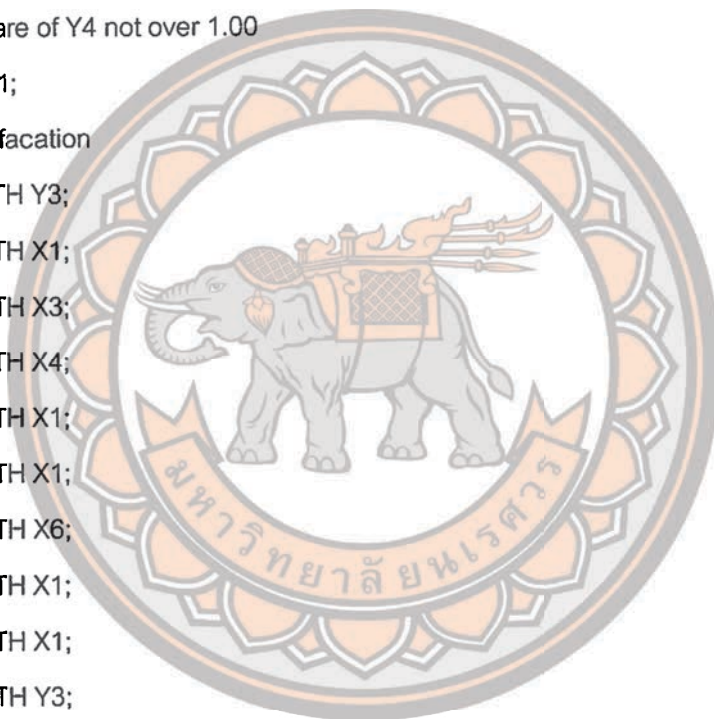 are of Y4 not over 1.00
1;
facation
TH Y3;
TH X1;
TH X3;
TH X4;
TH X1;
TH X1;
TH X6;
TH X1;
TH X1;
TH Y3;
มหาวิทยาลัยนเรศวร